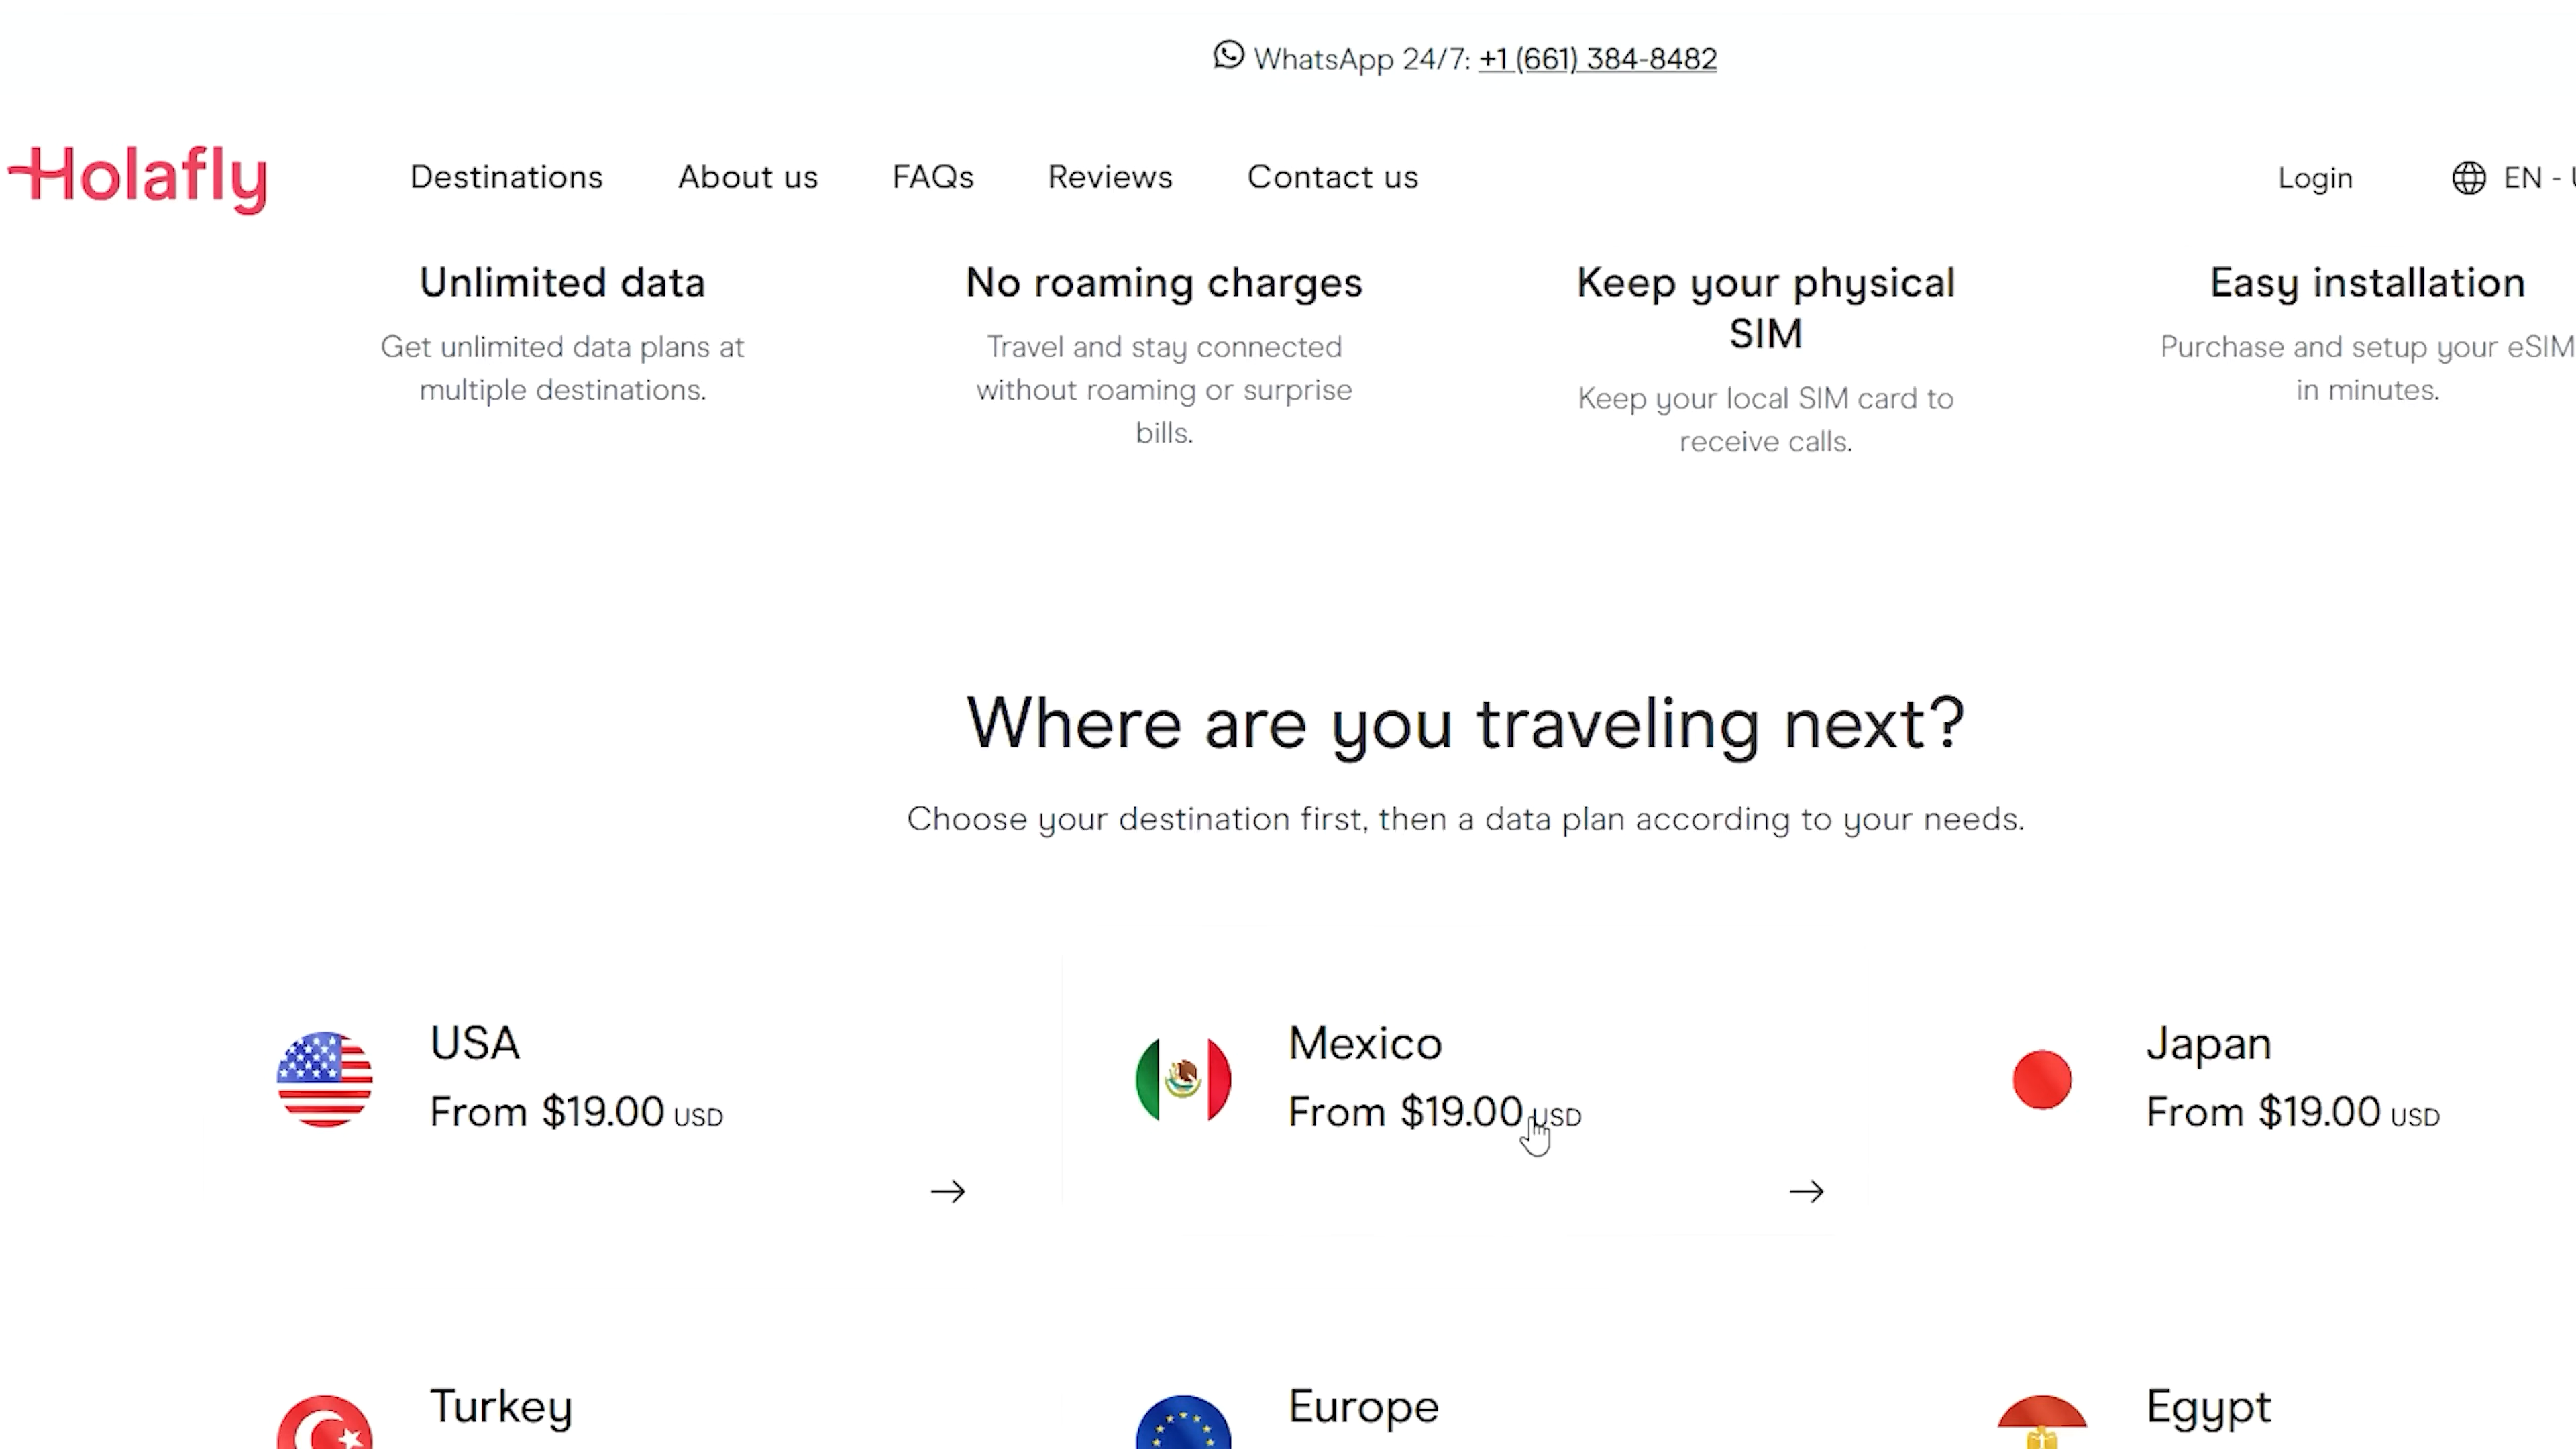 WhatsApp 24/7: +1 (661) 384-8482
Holafly
Destinations
About us
FAQs
Reviews
Contact us
Login
EN -
Unlimited data
Get unlimited data plans at
multiple destinations.
No roaming charges
Travel and stay connected
without roaming or surprise
bills.
Keep your physical
SIM
Keep your local SIM card to
receive calls.
Easy installation
Purchase and setup your eSIM
in minutes.
Where are you traveling next?
Choose your destination first, then a data plan according to your needs.
USA
From $19.00 USD
Mexico
From $19.00 USD
Japan
From $19.00 USD
Turkey
Europe
Egypt